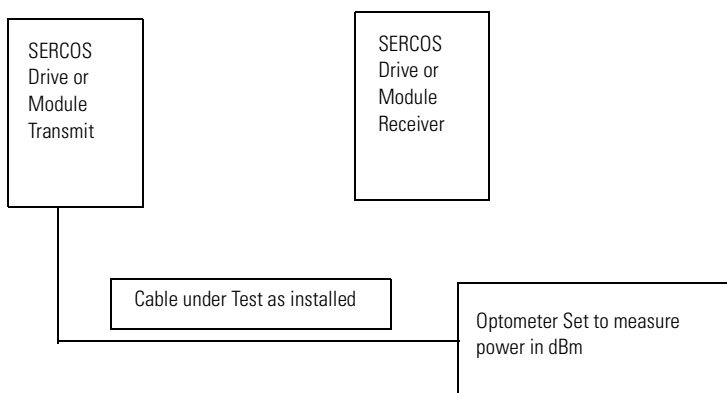 SERCOS
Drive or
Module
Transmit
SERCOS
Drive or
Module
Receiver
Cable under Test as installed
Optometer Set to measure
power in dBm